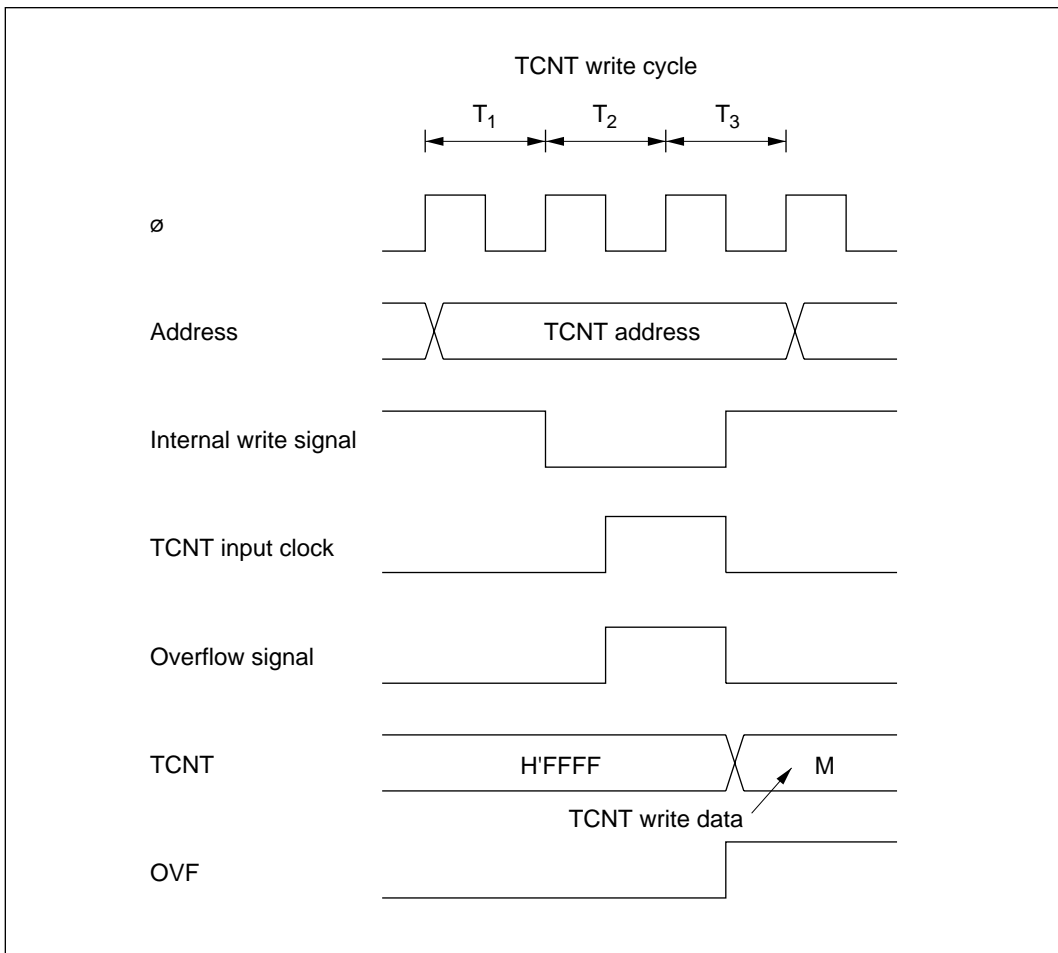 TCNT write cycle
T1 T2 T3
ø
Address TCNT address
Internal write signal
TCNT input clock
Overflow signal
TCNT H'FFFF M
TCNT write data
OVF